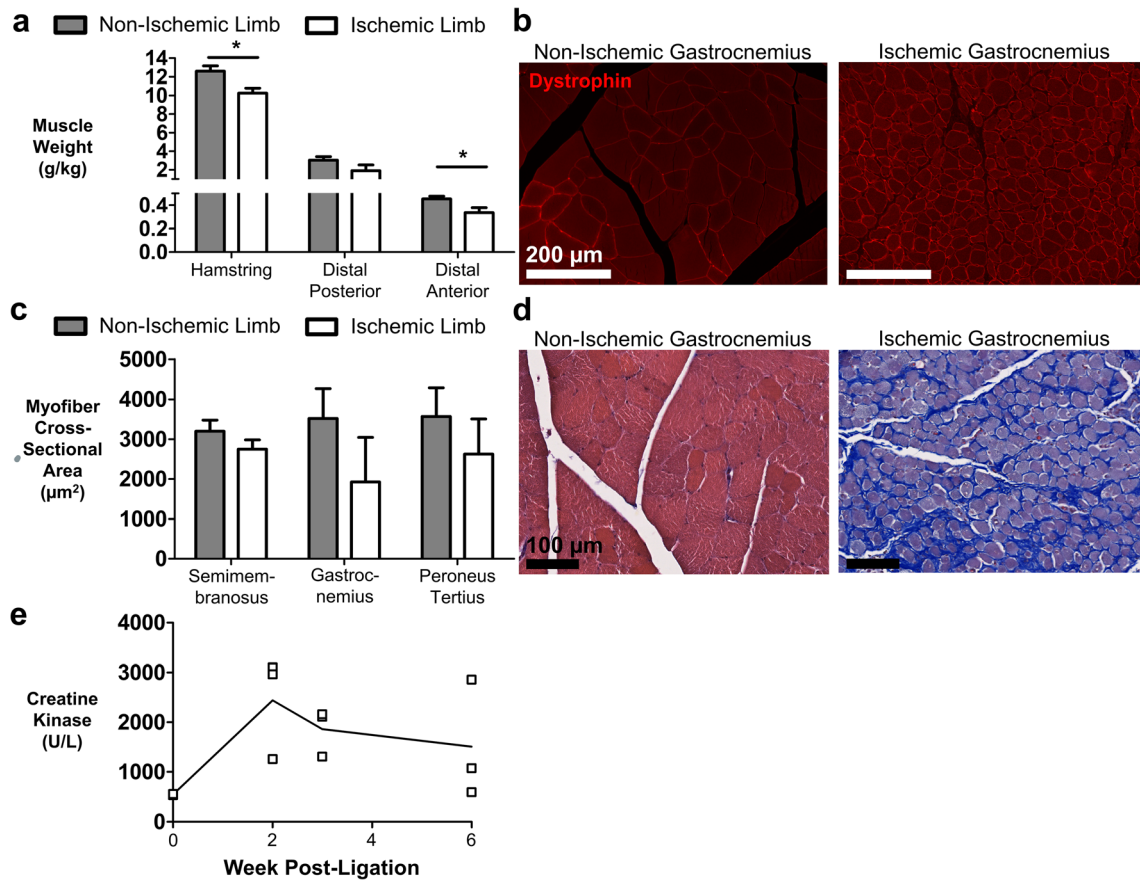 a
Non-Ischemic Limb
Ischemic Limb
*
*
14
12
10
8
6
4
2
0.4
0.2
0.0
Muscle
Weight
(g/kg)
Hamstring
Distal
Posterior
Distal
Anterior
b
Non-Ischemic Gastrocnemius
Ischemic Gastrocnemius
Dystrophin
200 µm
c
Non-Ischemic Limb
Ischemic Limb
5000
4000
3000
2000
1000
0
Myofiber
Cross-
Sectional
Area
(µm²)
Semimem-
branosus
Gastroc-
nemius
Peroneus
Tertius
d
Non-Ischemic Gastrocnemius
Ischemic Gastrocnemius
100 µm
e
4000
3000
2000
1000
0
Creatine
Kinase
(U/L)
0 2 4 6
Week Post-Ligation